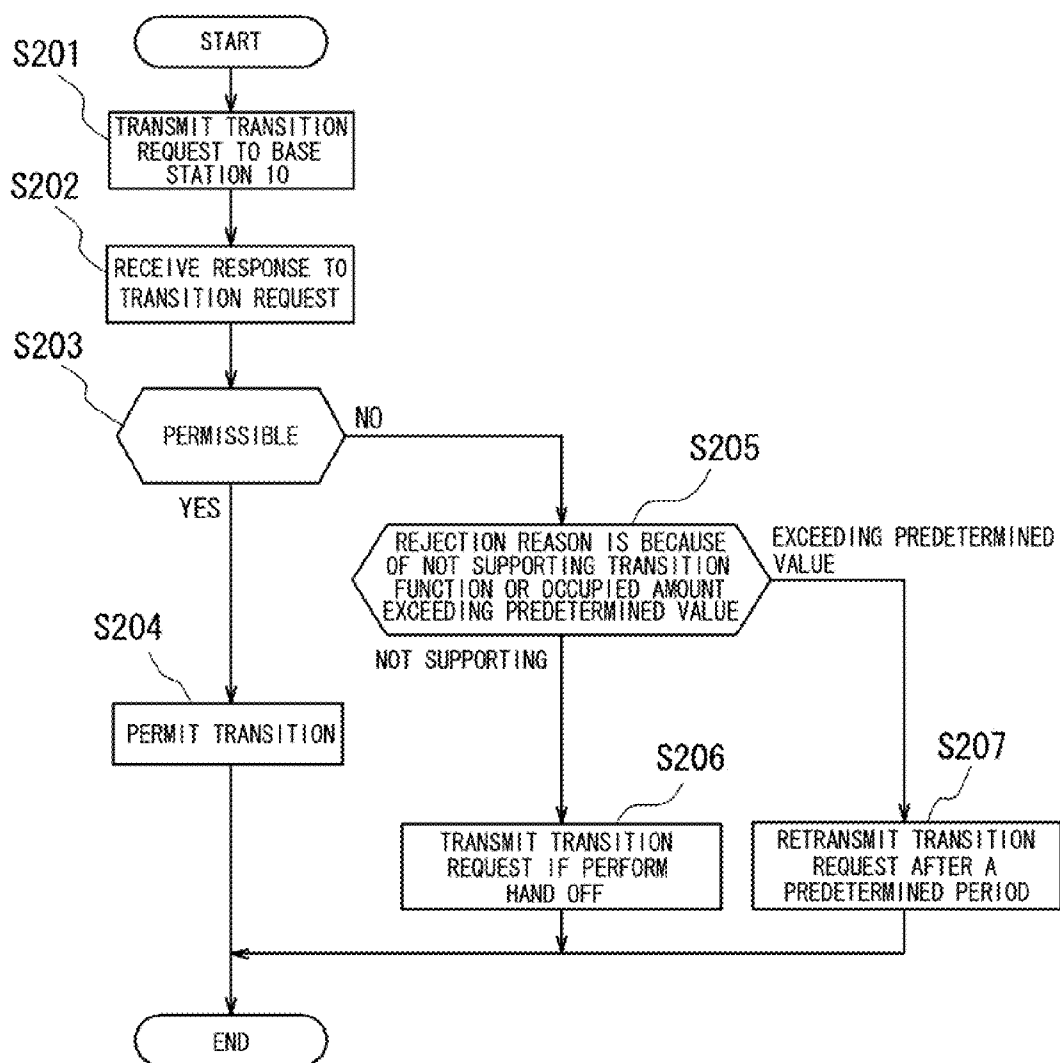 START
S201
TRANSMIT TRANSITION
REQUEST TO BASE
STATION 10
S202
RECEIVE RESPONSE TO
TRANSITION REQUEST
S203
PERMISSIBLE
NO
YES
S205
REJECTION REASON IS BECAUSE
OF NOT SUPPORTING TRANSITION
FUNCTION OR OCCUPIED AMOUNT
EXCEEDING PREDETERMINED VALUE
EXCEEDING PREDETERMINED
VALUE
NOT SUPPORTING
S204
PERMIT TRANSITION
S206
TRANSMIT TRANSITION
REQUEST IF PERFORM
HAND OFF
S207
RETRANSMIT TRANSITION
REQUEST AFTER A
PREDETERMINED PERIOD
END